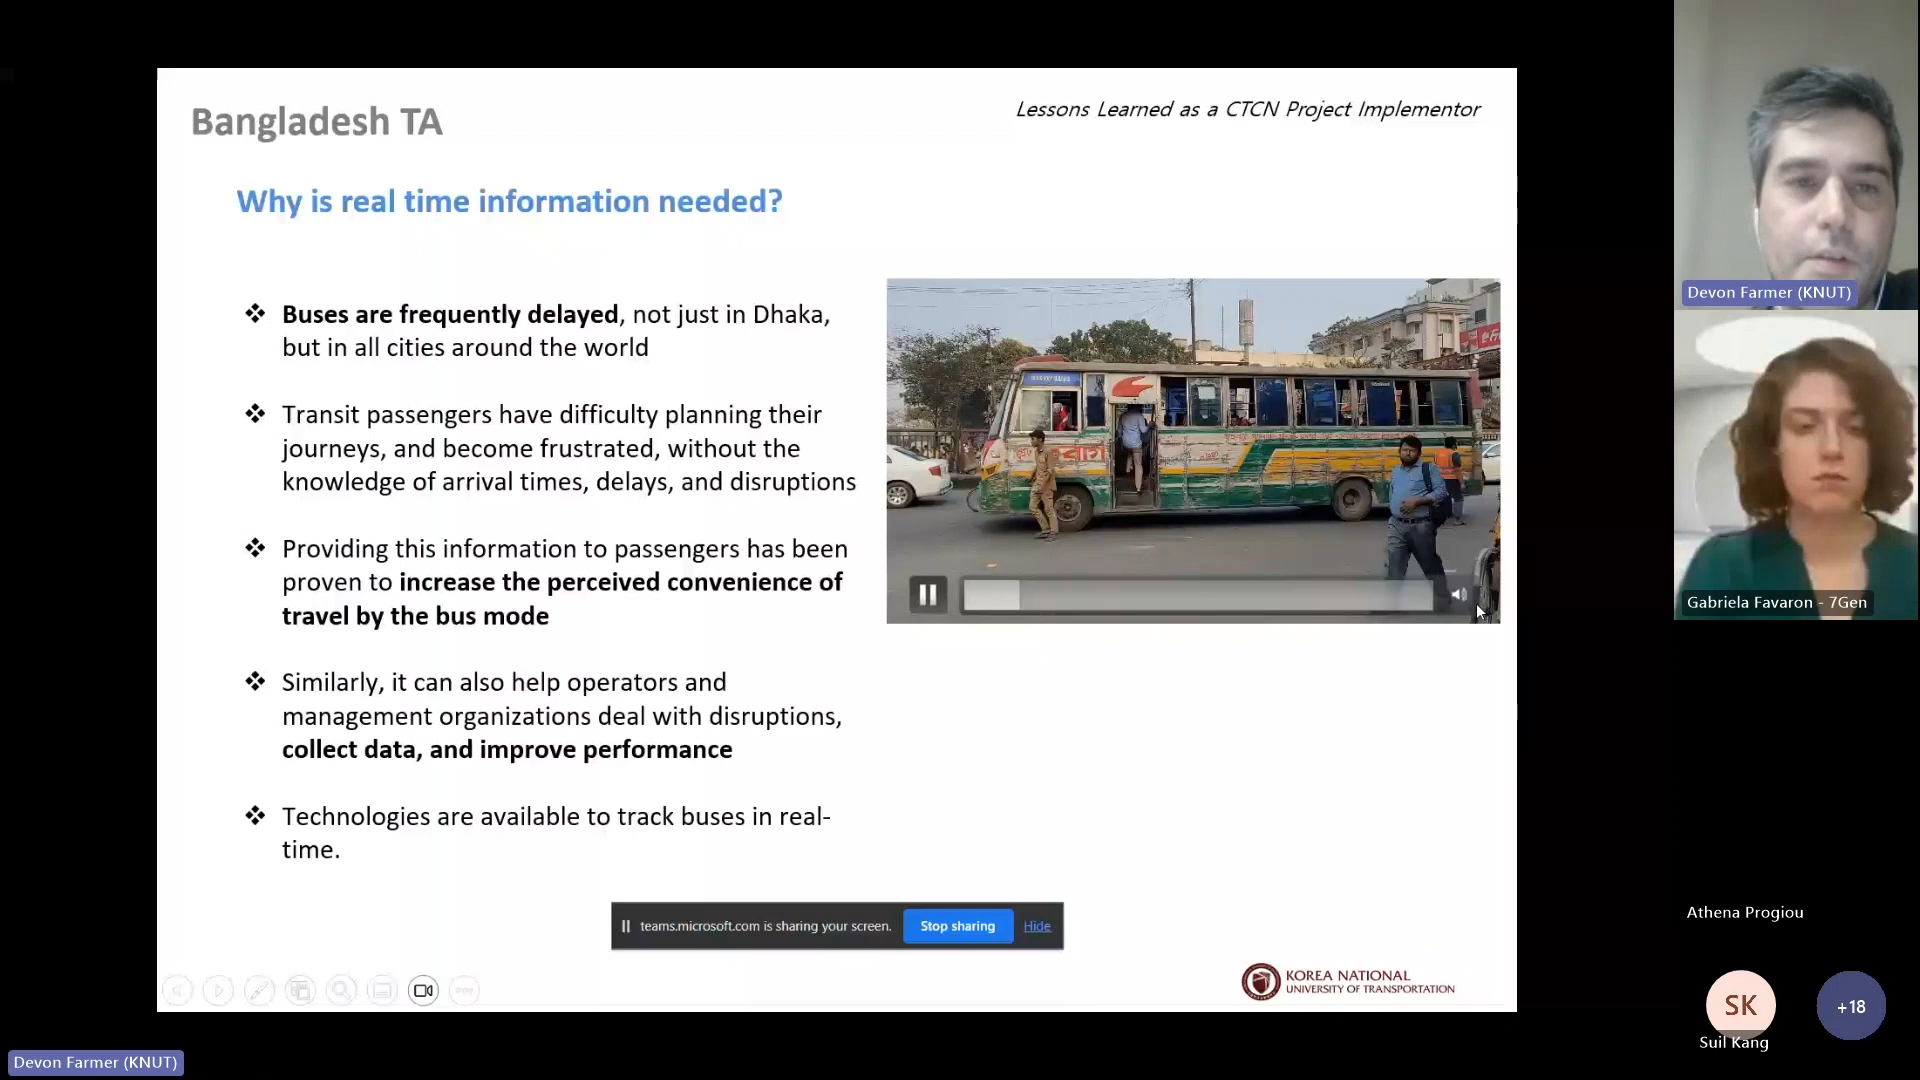 Bangladesh TA
Lessons Learned as a CTCN Project Implementor
Why is real time information needed?
❖ Buses are frequently delayed, not just in Dhaka,
but in all cities around the world
❖ Transit passengers have difficulty planning their
journeys, and become frustrated, without the
knowledge of arrival times, delays, and disruptions
❖ Providing this information to passengers has been
proven to increase the perceived convenience of
travel by the bus mode
❖ Similarly, it can also help operators and
management organizations deal with disruptions,
collect data, and improve performance
❖ Technologies are available to track buses in real-
time.
teams.microsoft.com is sharing your screen.
Stop sharing
Hide
KOREA NATIONAL
UNIVERSITY OF TRANSPORTATION
Devon Farmer (KNUT)
Gabriela Favaron - 7Gen
Athena Progiou
SK
+18
Suil Kang
Devon Farmer (KNUT)